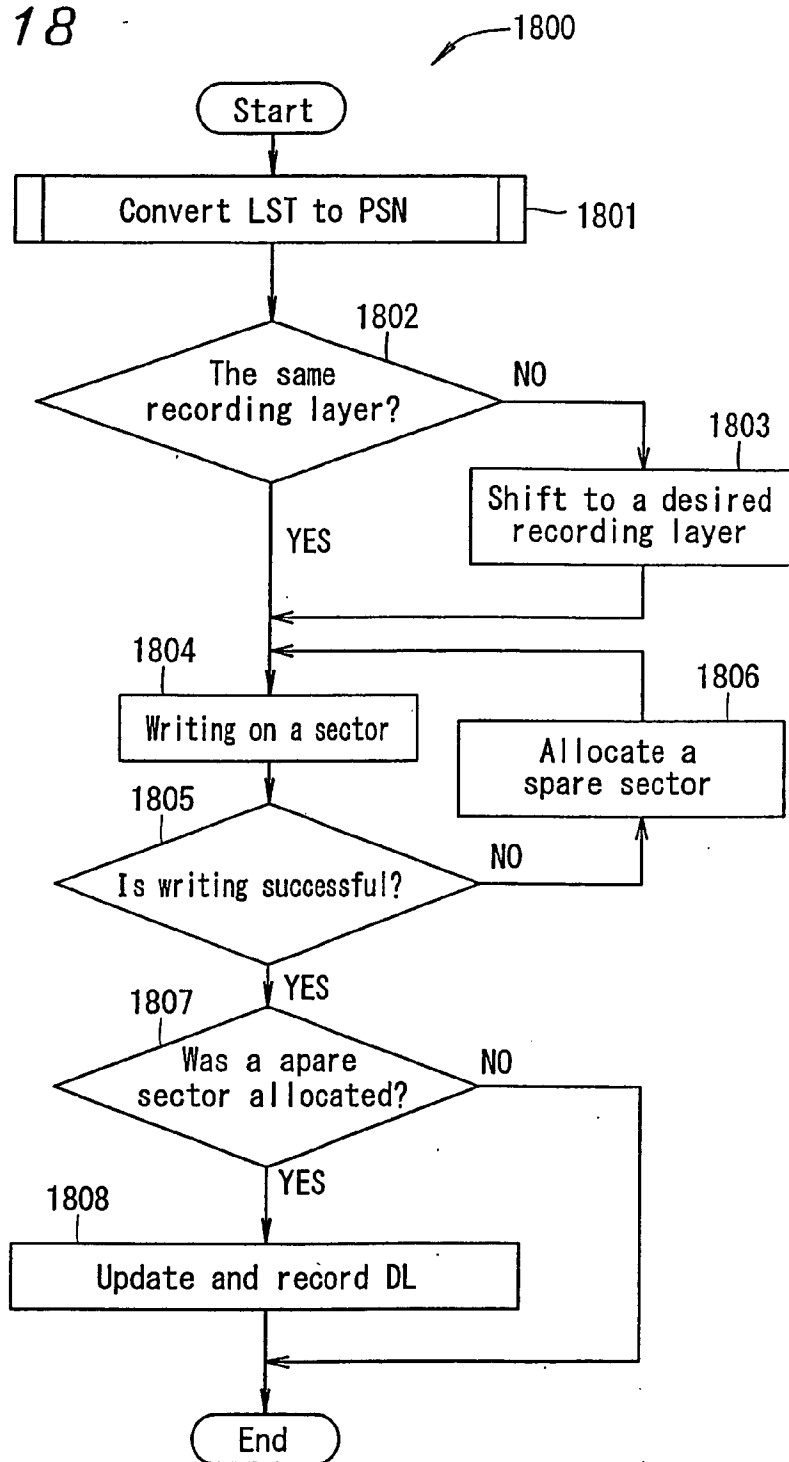 18
1800
Start
Convert LST to PSN
1801
1802
The same
recording layer?
NO
1803
Shift to a desired
recording layer
YES
1804
Writing on a sector
1806
Allocate a
spare sector
1805
Is writing successful?
NO
YES
1807
Was a apare
sector allocated?
NO
YES
1808
Update and record DL
End